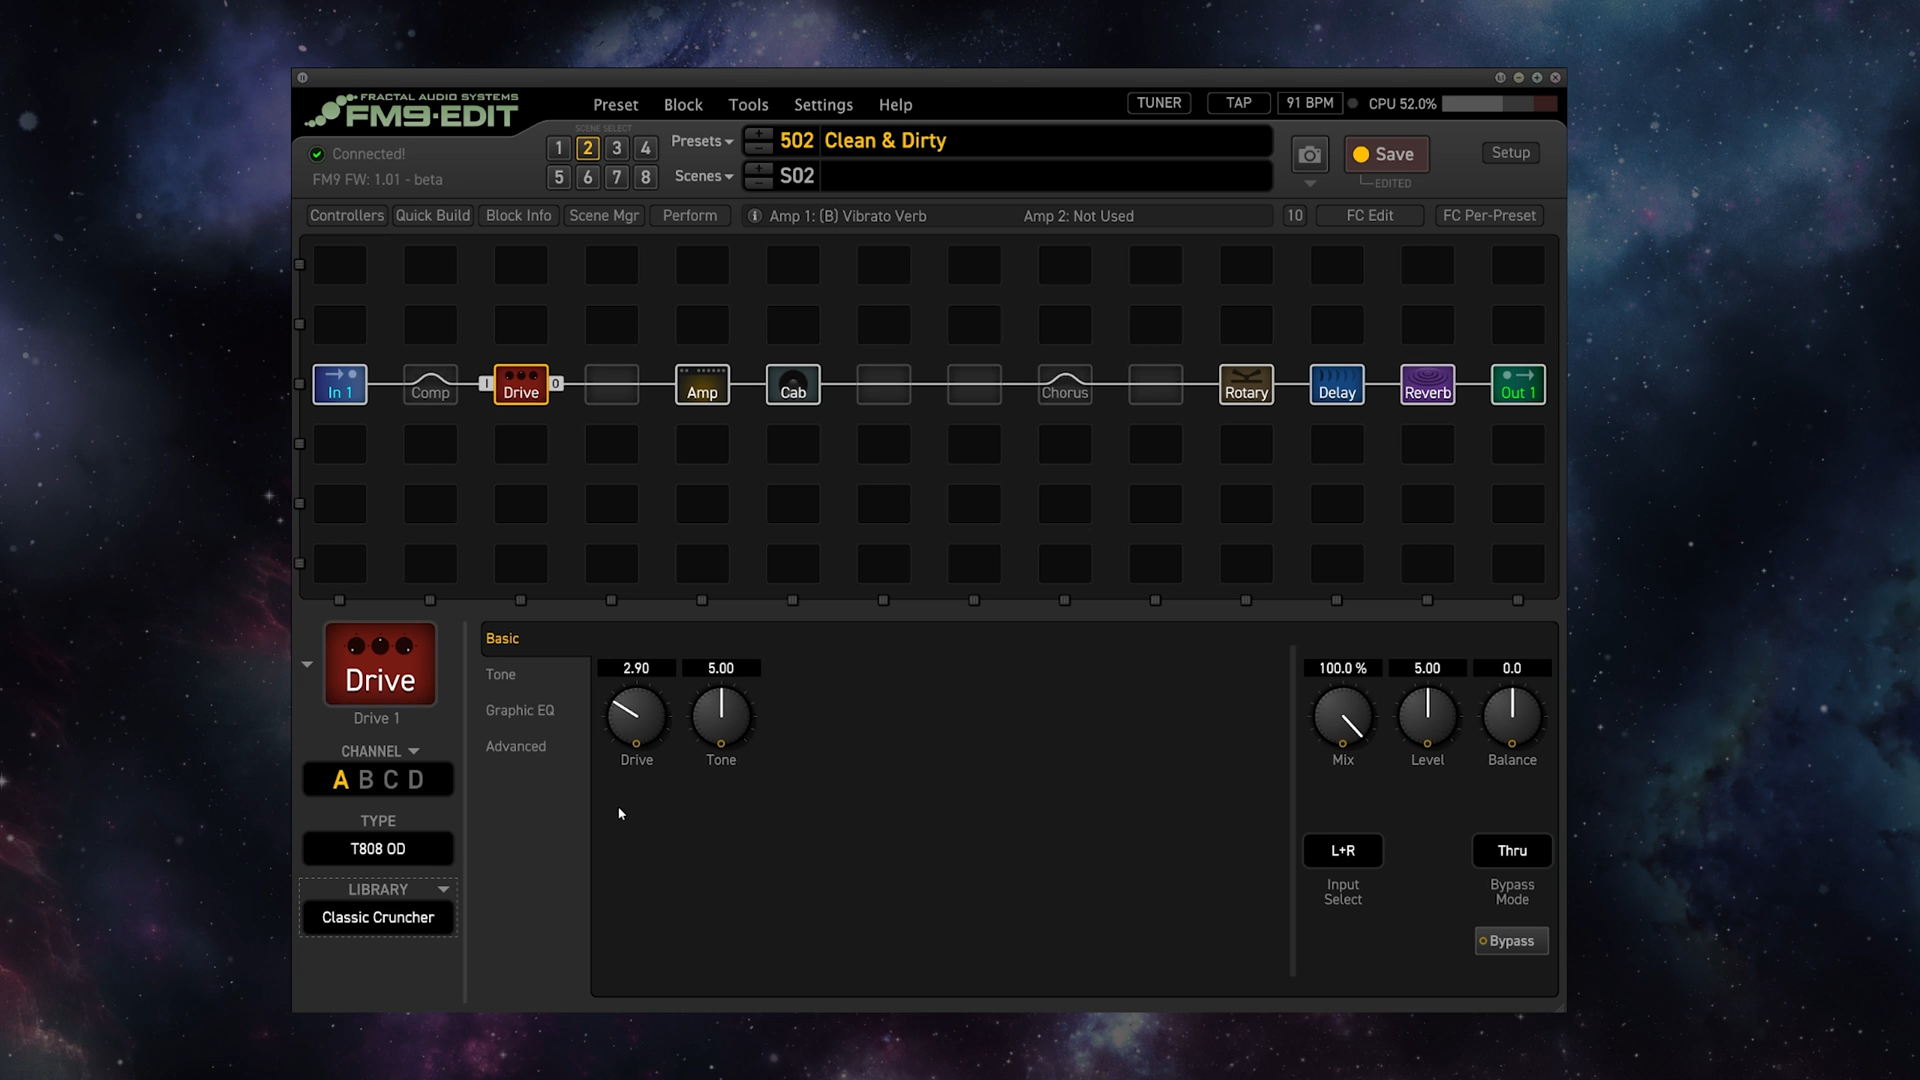 FRACTAL AUDIO SYSTEMS
FM9-EDIT
Preset Block Tools Settings Help
TUNER TAP 91 BPM CPU 52.0%
SCENE SELECT
1 2 3 4
5 6 7 8
Presets + - 502 Clean & Dirty
Scenes + - S02
Connected!
FM9 FW: 1.01 - beta
Save
EDITED
Setup
Controllers Quick Build Block Info Scene Mgr Perform Amp 1: (B) Vibrato Verb Amp 2: Not Used 10 FC Edit FC Per-Preset
In 1 Comp I Drive O Amp Cab Chorus Rotary Delay Reverb Out 1
Drive
Drive 1
CHANNEL
A B C D
TYPE
T808 OD
LIBRARY
Classic Cruncher
Basic
Tone
Graphic EQ
Advanced
2.90 5.00
Drive Tone
100.0 % 5.00 0.0
Mix Level Balance
L+R Thru
Input Select
Bypass Mode
Bypass